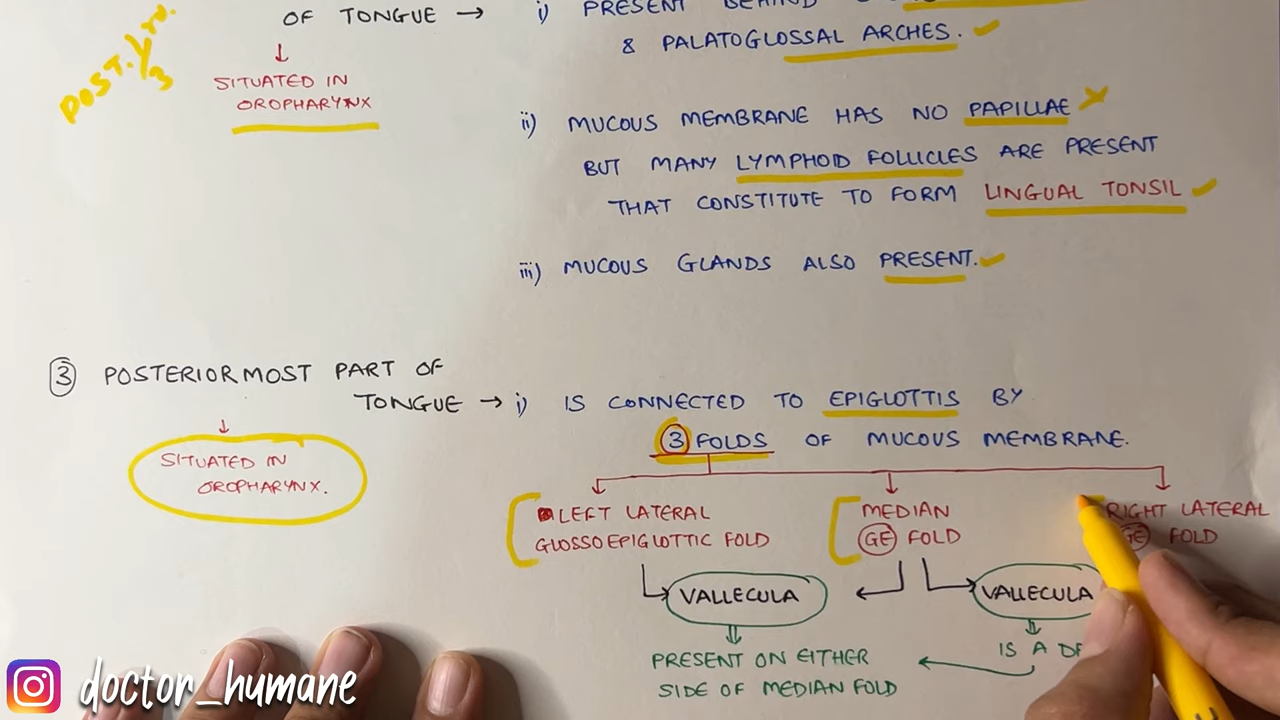 POST. 1/3 rd.
OF TONGUE → i) PRESENT BEHIND
& PALATOGLOSSAL ARCHES.
SITUATED IN
OROPHARYNX
ii) MUCOUS MEMBRANE HAS NO PAPILLAE
BUT MANY LYMPHOID FOLLICLES ARE PRESENT
THAT CONSTITUTE TO FORM LINGUAL TONSIL
iii) MUCOUS GLANDS ALSO PRESENT.
3 POSTERIORMOST PART OF
TONGUE → i) IS CONNECTED TO EPIGLOTTIS BY
3 FOLDS OF MUCOUS MEMBRANE.
SITUATED IN
OROPHARYNX.
LEFT LATERAL
GLOSSOEPIGLOTTIC FOLD
MEDIAN
GE FOLD
RIGHT LATERAL
GE FOLD
VALLECULA
VALLECULA
PRESENT ON EITHER
SIDE OF MEDIAN FOLD
IS A
doctor_humane